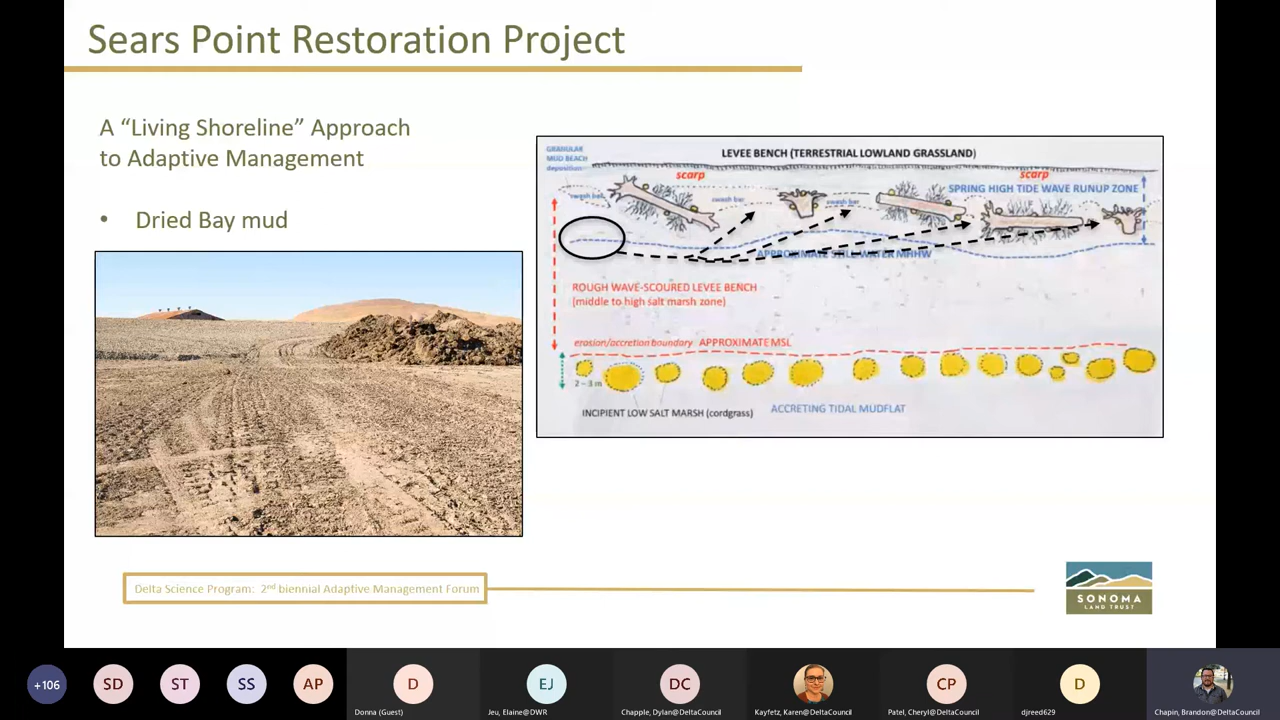 Sears Point Restoration Project
A “Living Shoreline” Approach
to Adaptive Management
• Dried Bay mud
GRANULAR
MUD BEACH
deposition
LEVEE BENCH (TERRESTRIAL LOWLAND GRASSLAND)
scarp
scarp
SPRING HIGH TIDE WAVE RUNUP ZONE
swash bar
swash bar
swash bar
APPROXIMATE STILL WATER MHHW
ROUGH WAVE-SCOURED LEVEE BENCH
(middle to high salt marsh zone)
erosion/accretion boundary APPROXIMATE MSL
2 – 3 m
INCIPIENT LOW SALT MARSH (cordgrass)
ACCRETING TIDAL MUDFLAT
Delta Science Program: 2nd biennial Adaptive Management Forum
SONOMA
LAND TRUST
+106
SD
ST
SS
AP
D
EJ
DC
CP
D
Donna (Guest)
Jeu, Elaine@DWR
Chapple, Dylan@DeltaCouncil
Kayfetz, Karen@DeltaCouncil
Patel, Cheryl@DeltaCouncil
djreed629
Chapin, Brandon@DeltaCouncil